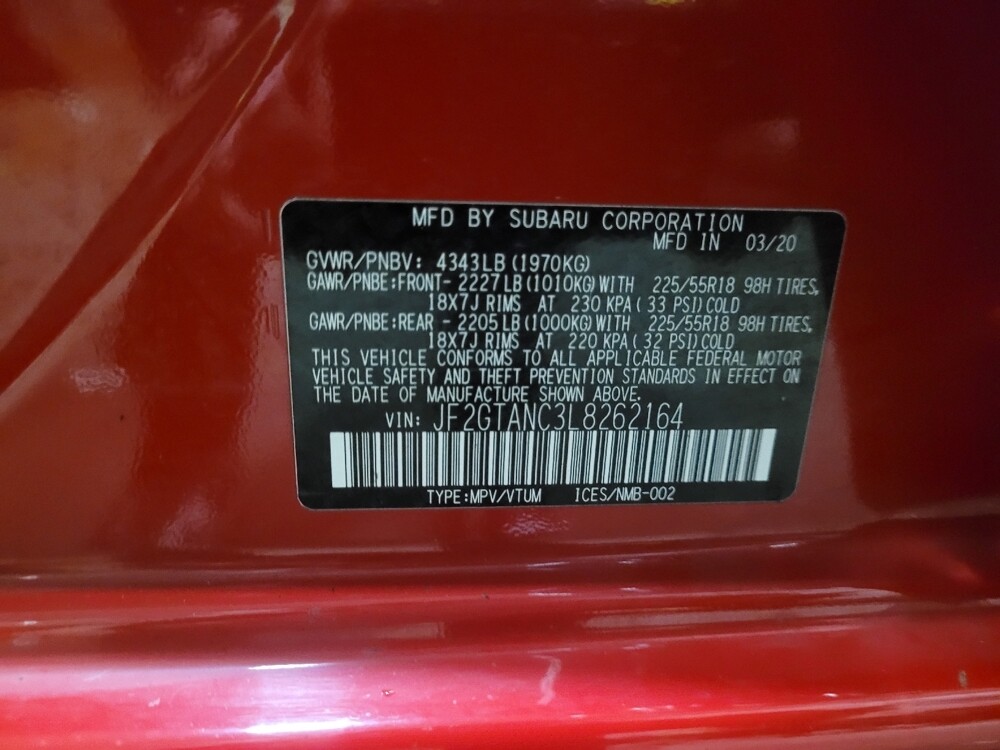 MFD BY SUBARU CORPORATION
MFD IN 03/20
GVWR/PNBV: 4343LB(1970KG)
GAWR/PNBE:FRONT- 2227LB(1010KG)WITH 225/55R18 98H TIRES,
18X7J RIMS AT 230 KPA(33 PSI)COLD
GAWR/PNBE:REAR - 2205LB(1000KG)WITH 225/55R18 98H TIRES,
18X7J RIMS AT 220 KPA(32 PSI)COLD
THIS VEHICLE CONFORMS TO ALL APPLICABLE FEDERAL MOTOR
VEHICLE SAFETY AND THEFT PREVENTION STANDARDS IN EFFECT ON
THE DATE OF MANUFACTURE SHOWN ABOVE.
VIN: JF2GTANC3L8262164
TYPE:MPV/VTUM ICES/NMB-002